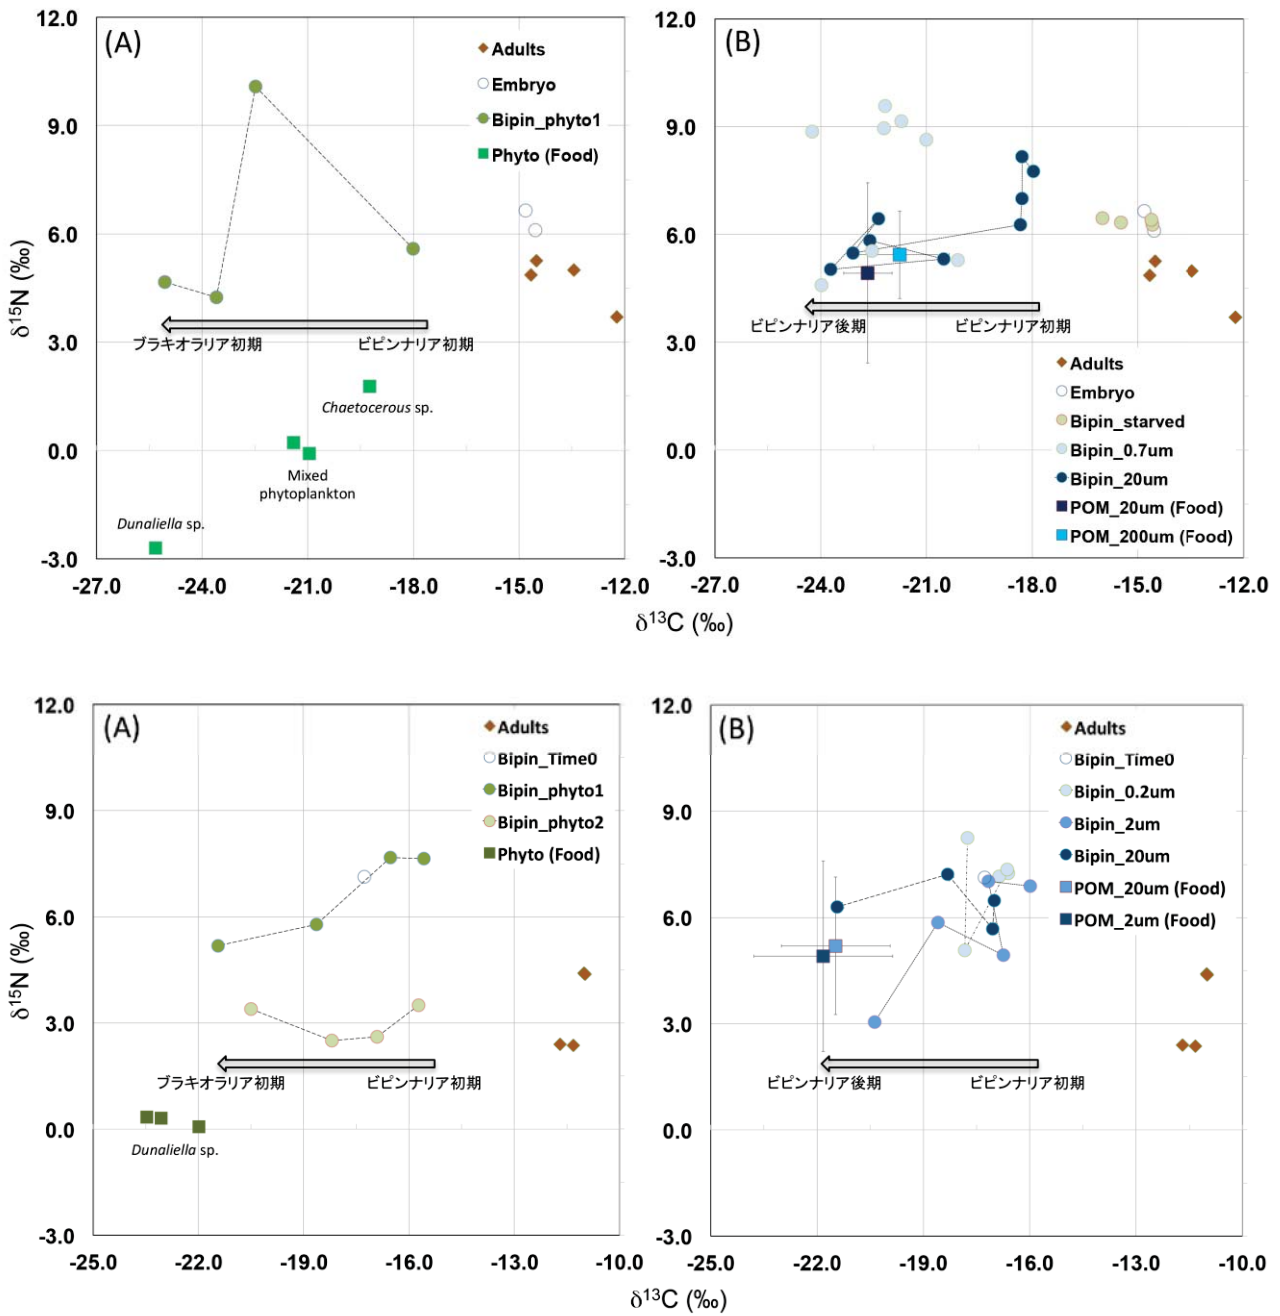 (A)
12.0
9.0
6.0
3.0
0.0
-3.0
Adults
Embryo
Bipin_phyto1
Phyto (Food)
ブラキオラリア初期
ビピンナリア初期
Chaetocerous sp.
Mixed
phytoplankton
Dunaliella sp.
-27.0 -24.0 -21.0 -18.0 -15.0 -12.0
δ15N (‰)
(B)
12.0
9.0
6.0
3.0
0.0
-3.0
ビピンナリア後期
ビピンナリア初期
Adults
Embryo
Bipin_starved
Bipin_0.7um
Bipin_20um
POM_20um (Food)
POM_200um (Food)
-27.0 -24.0 -21.0 -18.0 -15.0 -12.0
δ13C (‰)
(A)
12.0
9.0
6.0
3.0
0.0
-3.0
Adults
Bipin_Time0
Bipin_phyto1
Bipin_phyto2
Phyto (Food)
ブラキオラリア初期
ビピンナリア初期
Dunaliella sp.
-25.0 -22.0 -19.0 -16.0 -13.0 -10.0
δ15N (‰)
(B)
12.0
9.0
6.0
3.0
0.0
-3.0
Adults
Bipin_Time0
Bipin_0.2um
Bipin_2um
Bipin_20um
POM_20um (Food)
POM_2um (Food)
ビピンナリア後期
ビピンナリア初期
-25.0 -22.0 -19.0 -16.0 -13.0 -10.0
δ13C (‰)